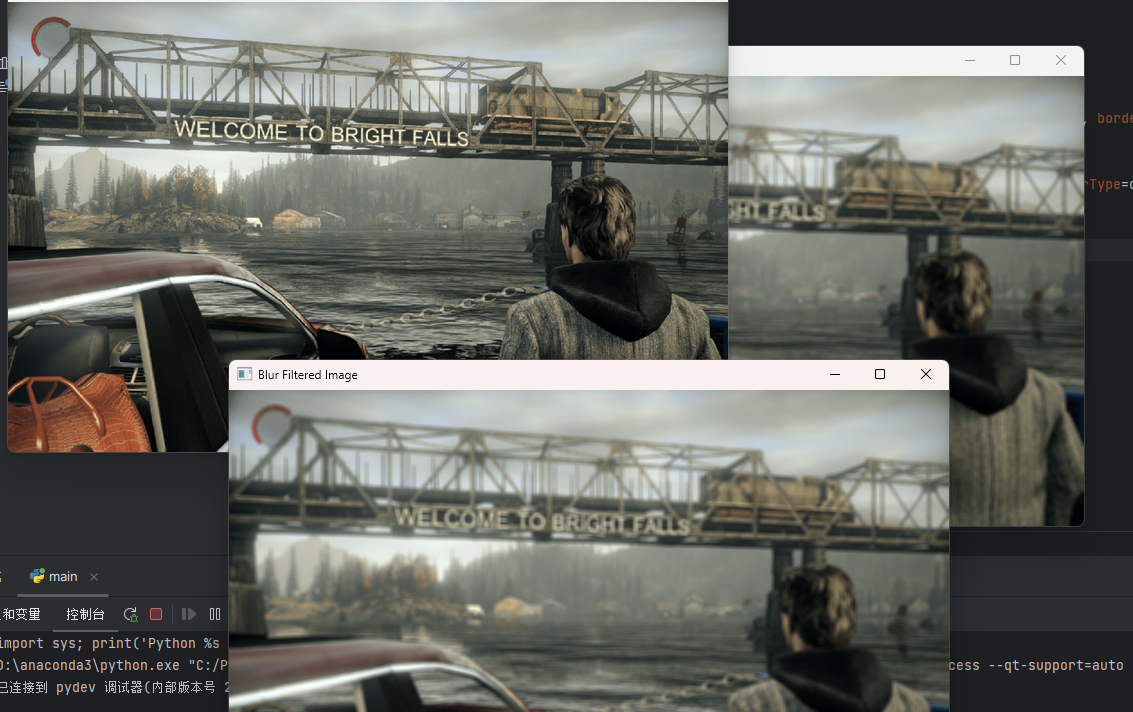 WELCOME TO BRIGHT FALLS
, borde
rType=c
GHT FALLS
Blur Filtered Image
WELCOME TO BRIGHT FALLS
main
和变量
控制台
import sys; print('Python %s
D:\anaconda3\python.exe "C:/P
cess --qt-support=auto
已连接到 pydev 调试器(内部版本号 2